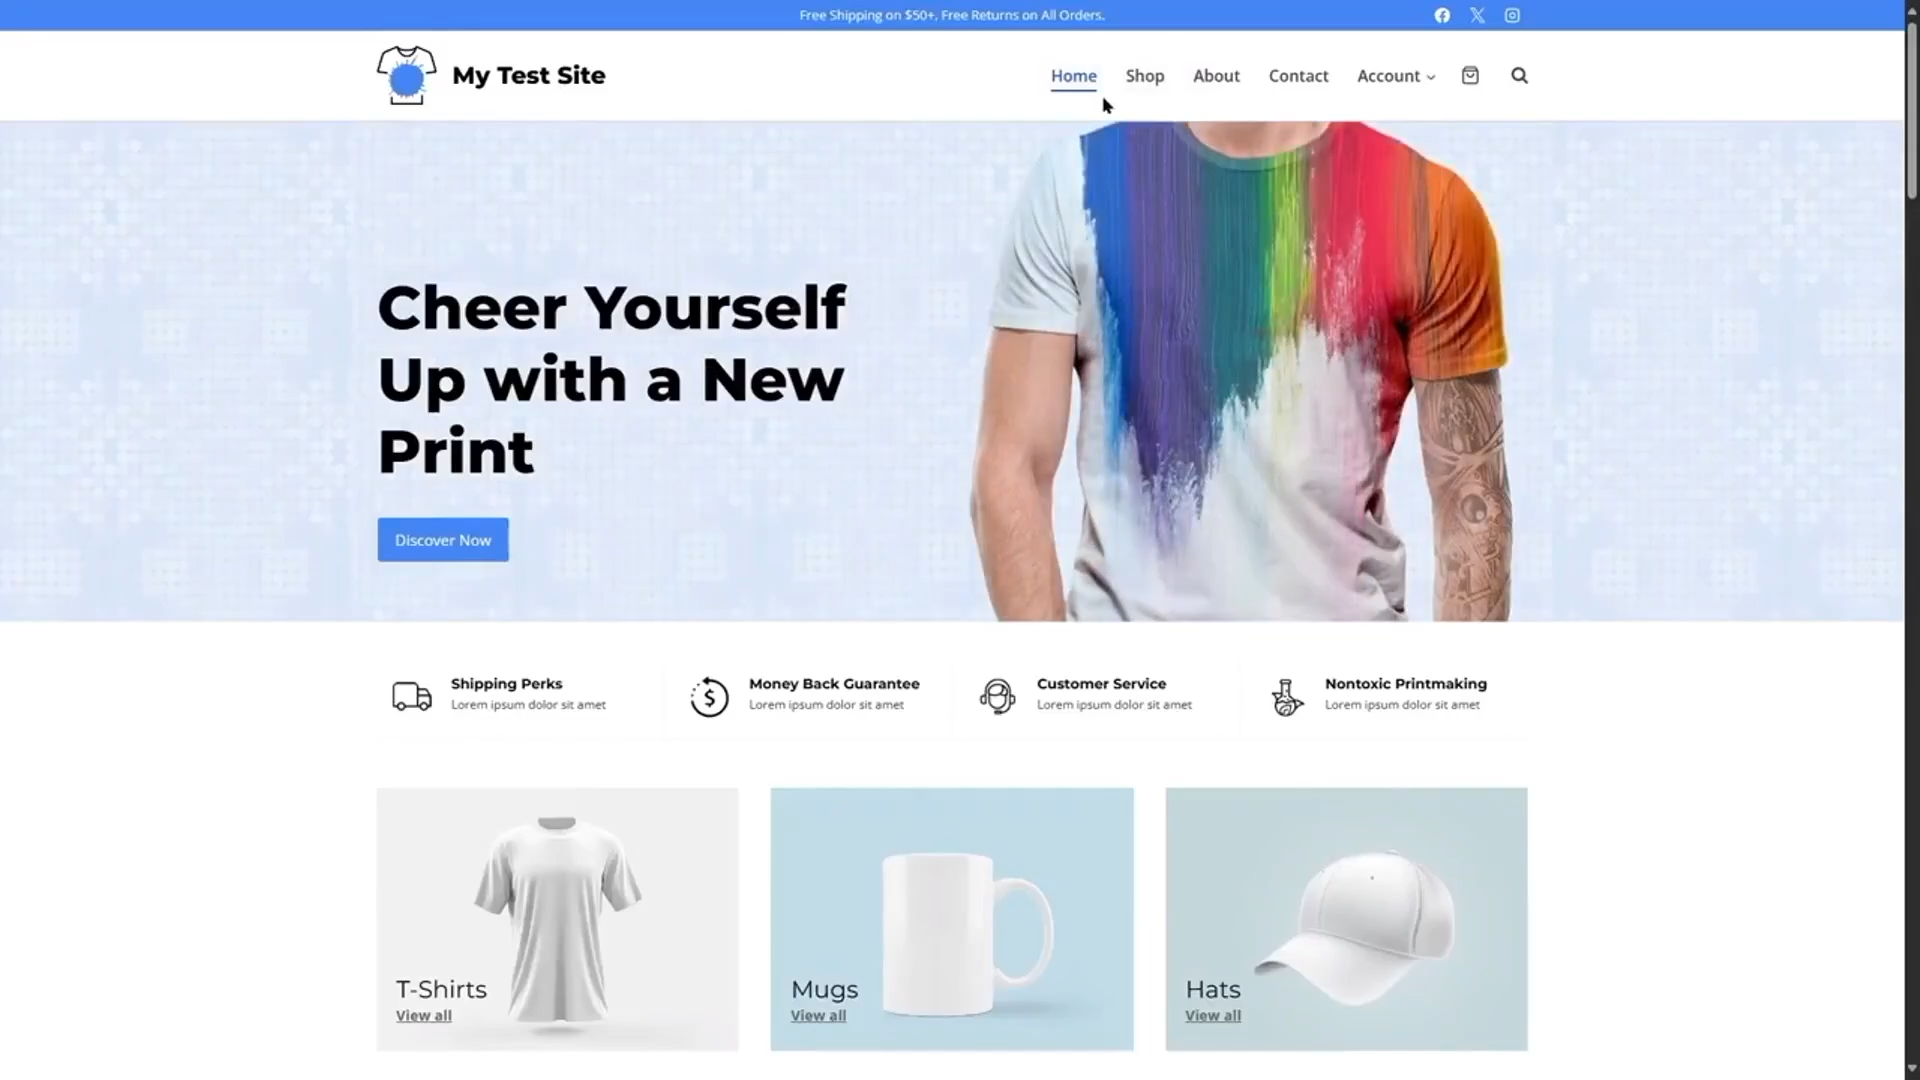 Free Shipping on $50+, Free Returns on All Orders.
My Test Site
Home Shop About Contact Account
Cheer Yourself
Up with a New
Print
Discover Now
Shipping Perks
Lorem ipsum dolor sit amet
Money Back Guarantee
Lorem ipsum dolor sit amet
Customer Service
Lorem ipsum dolor sit amet
Nontoxic Printmaking
Lorem ipsum dolor sit amet
T-Shirts
View all
Mugs
View all
Hats
View all